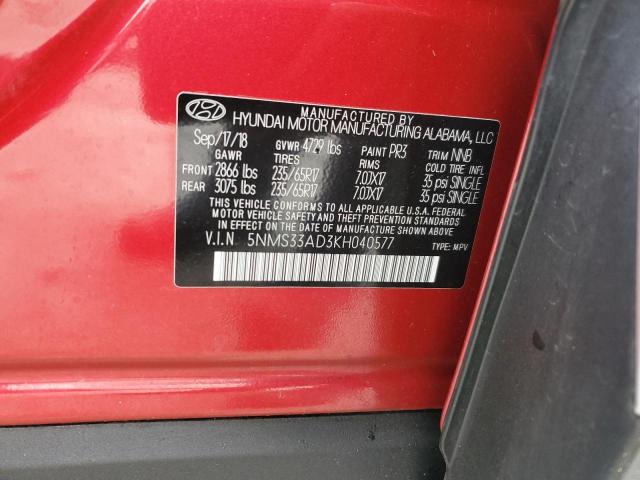 MANUFACTURED BY
HYUNDAI MOTOR MANUFACTURING ALABAMA, LLC
Sep/17/18 GVWR 4729 lbs PAINT PR3 TRIM NNB
GAWR TIRES RIMS COLD TIRE INFL
FRONT 2866 lbs 235/65R17 7.0JX17 35 psi SINGLE
REAR 3075 lbs 235/65R17 7.0JX17 35 psi SINGLE
THIS VEHICLE CONFORMS TO ALL APPLICABLE U.S.A. FEDERAL
MOTOR VEHICLE SAFETY, BUMPER AND THEFT PREVENTION STANDARDS
IN EFFECT ON THE DATE OF MANUFACTURE SHOWN ABOVE.
V.I.N 5NMS33AD3KH040577 TYPE: MPV